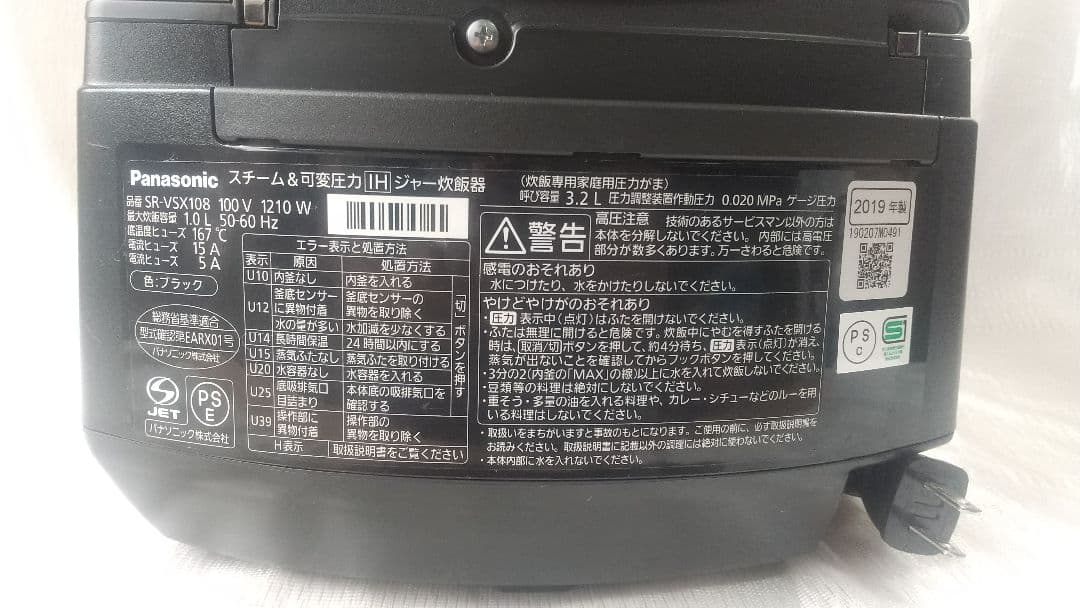 Panasonic スチーム＆可変圧力IHジャー炊飯器
品番 SR-VSX108 100 V 1210 W
最大炊飯容量 1.0 L 50-60 Hz
底温度ヒューズ 167℃
電流ヒューズ 15 A
電流ヒューズ 5 A
色：ブラック
総務省基準適合
型式確認第EARX01号
パナソニック株式会社
JET
PS
E
パナソニック株式会社
エラー表示と処置方法
表示 原因 処置方法
U10 内釜なし 内釜を入れる
U12 釜底センサーに異物付着 釜底センサーの異物を取り除く
U14 水の量が多い 水加減を少なくする
長時間保温 24時間以内にする
U15 蒸気ふたなし 蒸気ふたを取り付ける
U20 水容器なし 水容器を入れる
U25 底吸排気口目詰まり 本体底の吸排気口を確認する
U39 操作部に異物付着 操作部の異物を取り除く
切 ボタンを押す
H表示 取扱説明書をご覧ください
(炊飯専用家庭用圧力がま)
呼び容量 3.2 L 圧力調整装置作動圧力 0.020 MPa ゲージ圧力
警告
高圧注意 技術のあるサービスマン以外の方は
本体を分解しないでください。内部には高電圧
部分が数多くあります。万一さわると危険です。
感電のおそれあり
水につけたり、水をかけたりしないでください。
やけどやけがのおそれあり
・圧力 表示中（点灯）はふたを開けないでください。
・ふたは無理に開けると危険です。炊飯中にやむを得ずふたを開ける
時は、取消/切ボタンを押して、約4分待ち、圧力表示（点灯）が消え、
蒸気が出ないことを確認してからフックボタンを押してください。
・3分の2（内釜の「MAX」の線）以上に水を入れて炊飯しないでください。
・豆類等の料理は絶対にしないでください。
・重そう・多量の油を入れる料理や、カレー・シチューなどのルーを用
いる料理はしないでください。
・取扱いをまちがいますと事故のもとになります。ご使用の前に、必ず取扱説明書を
お読みください。取扱説明書に記載以外の調理には絶対に使わないでください。
・本体内部に水を入れないでください。
2019 年製
190207W0491
PS
C
S